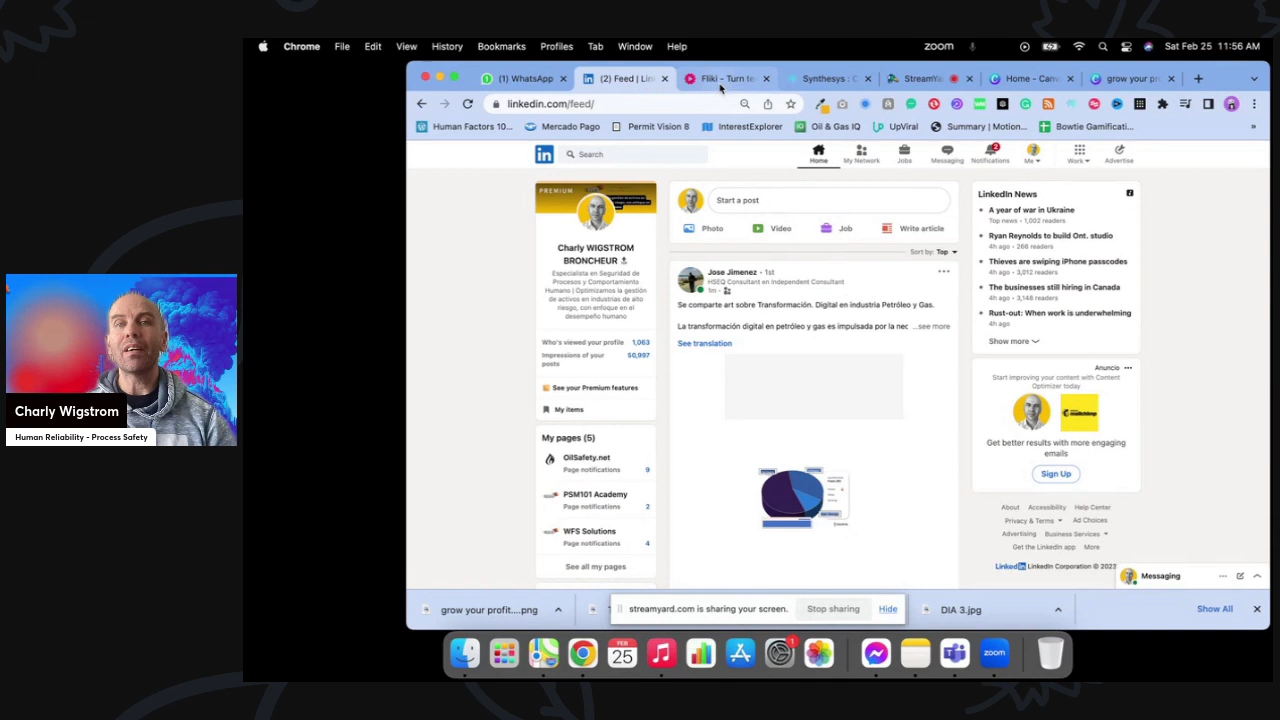 Chrome File Edit View History Bookmarks Profiles Tab Window Help
zoom
Sat Feb 25 11:56 AM
(1) WhatsApp
(2) Feed | Lin
Fliki - Turn te
Synthesys : C
StreamYa
Home - Canv
grow your pr
linkedin.com/feed/
Human Factors 10...
Mercado Pago
Permit Vision 8
InterestExplorer
Oil & Gas IQ
UpViral
Summary | Motion...
Bowtie Gamificati...
»
in
Search
Home
My Network
Jobs
Messaging
2
Notifications
Me
Work
Advertise
PREMIUM
Charly WIGSTROM
BRONCHEUR
Especialista en Seguridad de
Procesos y Comportamiento
Humano | Optimizamos la gestión
de activos en industrias de alto
riesgo, con enfoque en el
desempeño humano
Who's viewed your profile 1,063
Impressions of your 50,997
posts
See your Premium features
My items
My pages (5)
OilSafety.net
Page notifications 9
PSM101 Academy
Page notifications 2
WFS Solutions
Page notifications 4
See all my pages
Start a post
Photo
Video
Job
Write article
Sort by: Top
Jose Jimenez · 1st
HSEQ Consultant en Independent Consultant
1m ·
Se comparte art sobre Transformación. Digital en industria Petróleo y Gas.
La transformación digital en petróleo y gas es impulsada por la nec ...see more
See translation
LinkedIn News
A year of war in Ukraine
Top news · 1,002 readers
Ryan Reynolds to build Ont. studio
4h ago · 266 readers
Thieves are swiping iPhone passcodes
4h ago · 3,012 readers
The businesses still hiring in Canada
4h ago · 3,148 readers
Rust-out: When work is underwhelming
4h ago
Show more
Anuncio
Start improving your content with Content
Optimizer today
mailchimp
Get better results with more engaging
emails
Sign Up
About Accessibility Help Center
Privacy & Terms Ad Choices
Advertising Business Services
Get the LinkedIn app More
LinkedIn LinkedIn Corporation © 2023
Messaging
Charly Wigstrom
Human Reliability - Process Safety
grow your profit....png
streamyard.com is sharing your screen.
Stop sharing
Hide
DIA 3.jpg
Show All
FEB
25
1
zoom